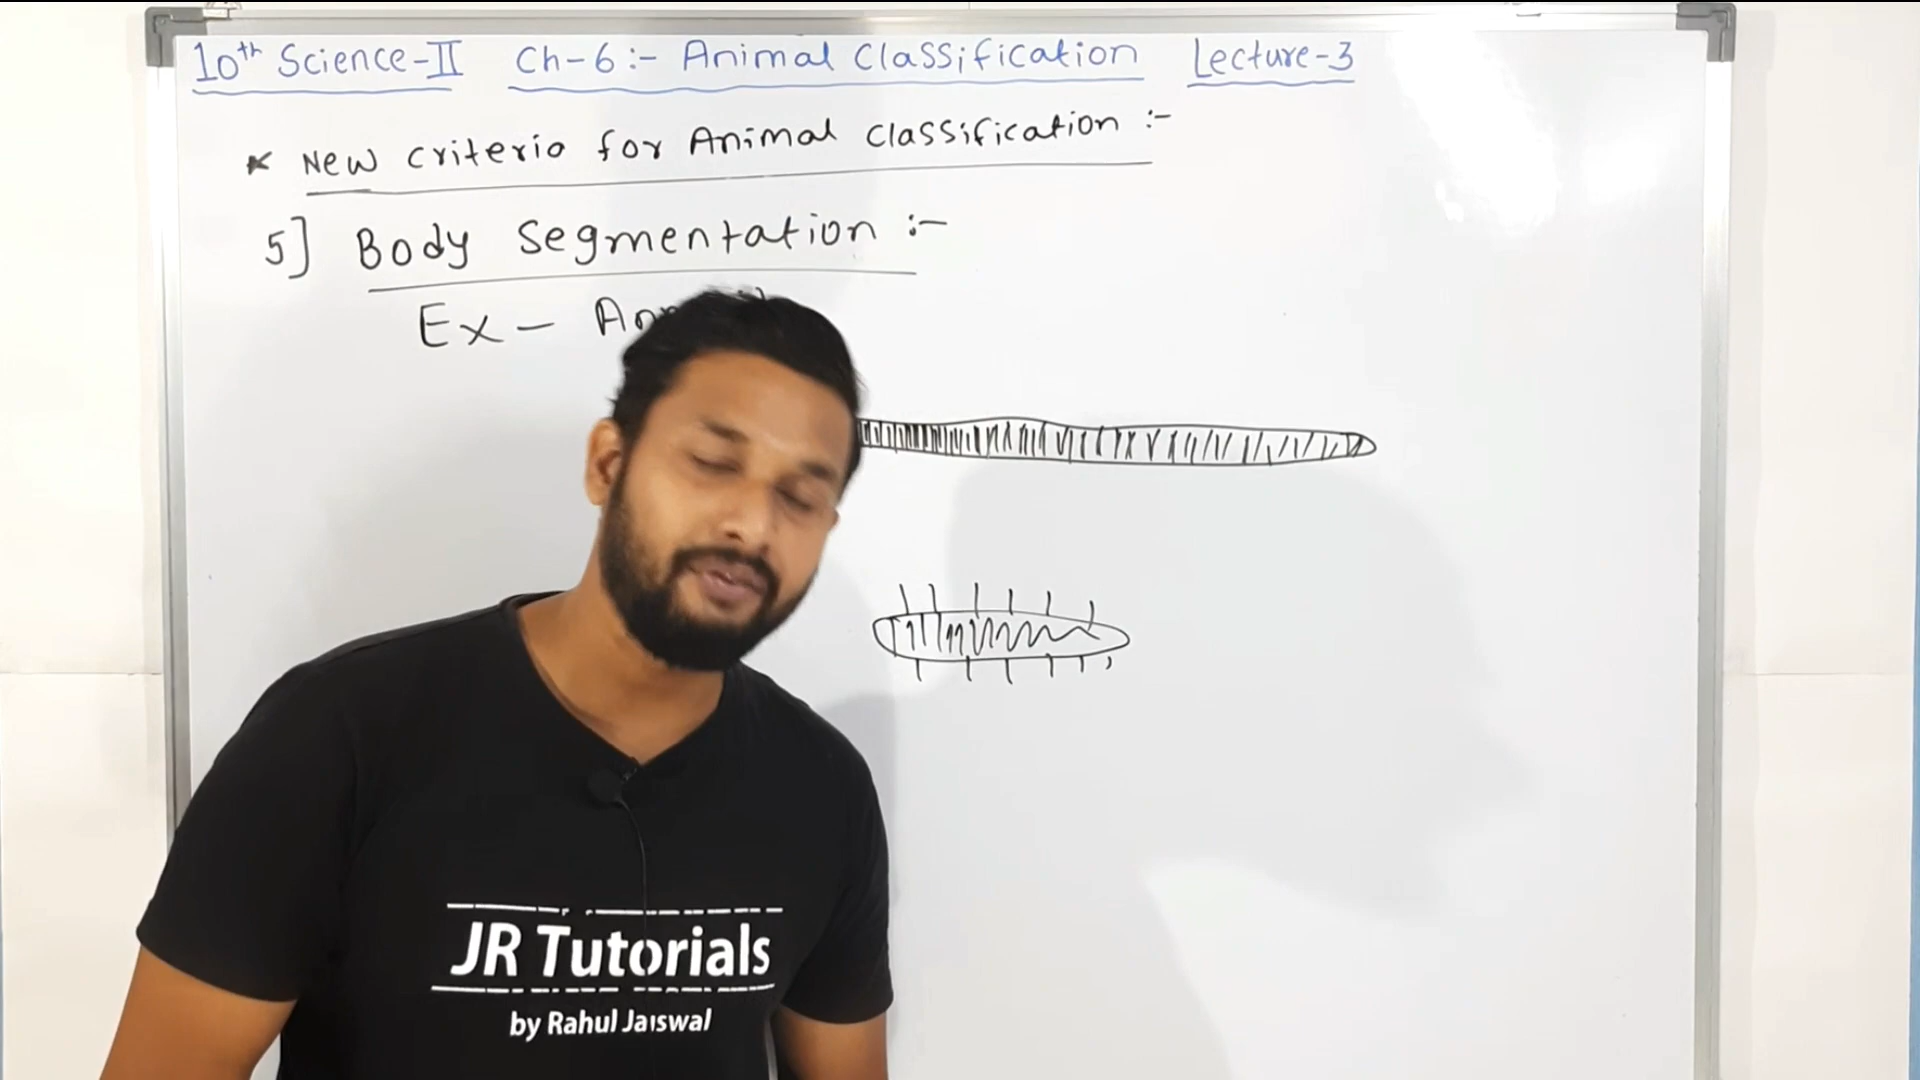 10th Science-II Ch-6:- Animal Classification Lecture-3
* New criteria for Animal Classification :-
5] Body Segmentation :-
Ex -
JR Tutorials
by Rahul Jaiswal